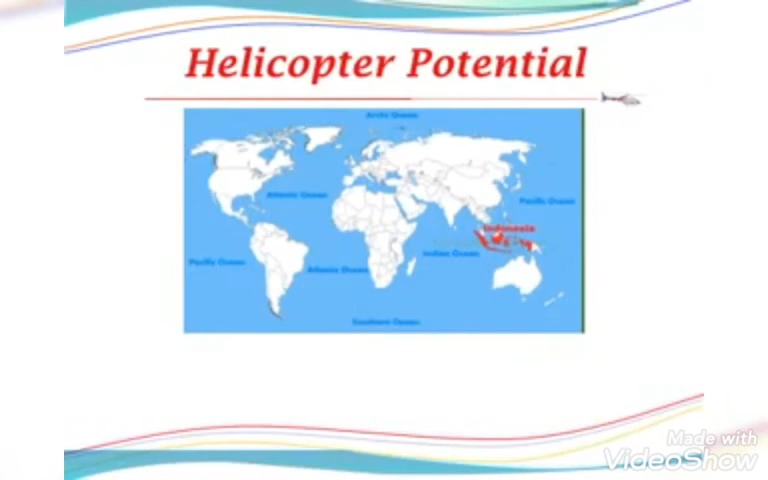 Helicopter Potential
Arctic Ocean
Atlantic Ocean
Pacific Ocean
Indonesia
Indian Ocean
Pacific Ocean
Atlantic Ocean
Southern Ocean
Made with
VideoShow